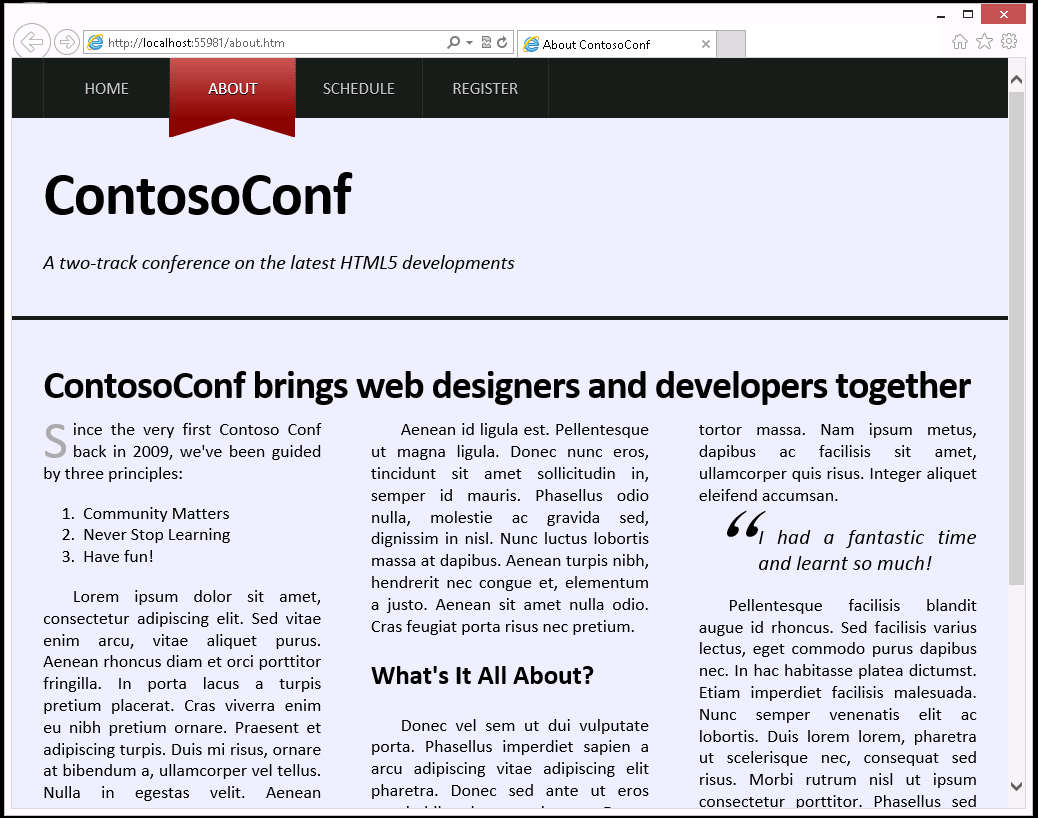 http://localhost:55981/about.htm
About ContosoConf
HOME
ABOUT
SCHEDULE
REGISTER
ContosoConf
A two-track conference on the latest HTML5 developments
ContosoConf brings web designers and developers together
Since the very first Contoso Conf
back in 2009, we've been guided
by three principles:
1. Community Matters
2. Never Stop Learning
3. Have fun!
Lorem ipsum dolor sit amet,
consectetur adipiscing elit. Sed vitae
enim arcu, vitae aliquet purus.
Aenean rhoncus diam et orci porttitor
fringilla. In porta lacus a turpis
pretium placerat. Cras viverra enim
eu nibh pretium ornare. Praesent et
adipiscing turpis. Duis mi risus, ornare
at bibendum a, ullamcorper vel tellus.
Nulla in egestas velit. Aenean
Aenean id ligula est. Pellentesque
ut magna ligula. Donec nunc eros,
tincidunt sit amet sollicitudin in,
semper id mauris. Phasellus odio
nulla, molestie ac gravida sed,
dignissim in nisl. Nunc luctus lobortis
massa at dapibus. Aenean turpis nibh,
hendrerit nec congue et, elementum
a justo. Aenean sit amet nulla odio.
Cras feugiat porta risus nec pretium.
What's It All About?
Donec vel sem ut dui vulputate
porta. Phasellus imperdiet sapien a
arcu adipiscing vitae adipiscing elit
pharetra. Donec sed ante ut eros
tortor massa. Nam ipsum metus,
dapibus ac facilisis sit amet,
ullamcorper quis risus. Integer aliquet
eleifend accumsan.
“I had a fantastic time
and learnt so much!
Pellentesque facilisis blandit
augue id rhoncus. Sed facilisis varius
lectus, eget commodo purus dapibus
nec. In hac habitasse platea dictumst.
Etiam imperdiet facilisis malesuada.
Nunc semper venenatis elit ac
lobortis. Duis lorem lorem, pharetra
ut scelerisque nec, consequat sed
risus. Morbi rutrum nisl ut ipsum
consectetur porttitor. Phasellus sed